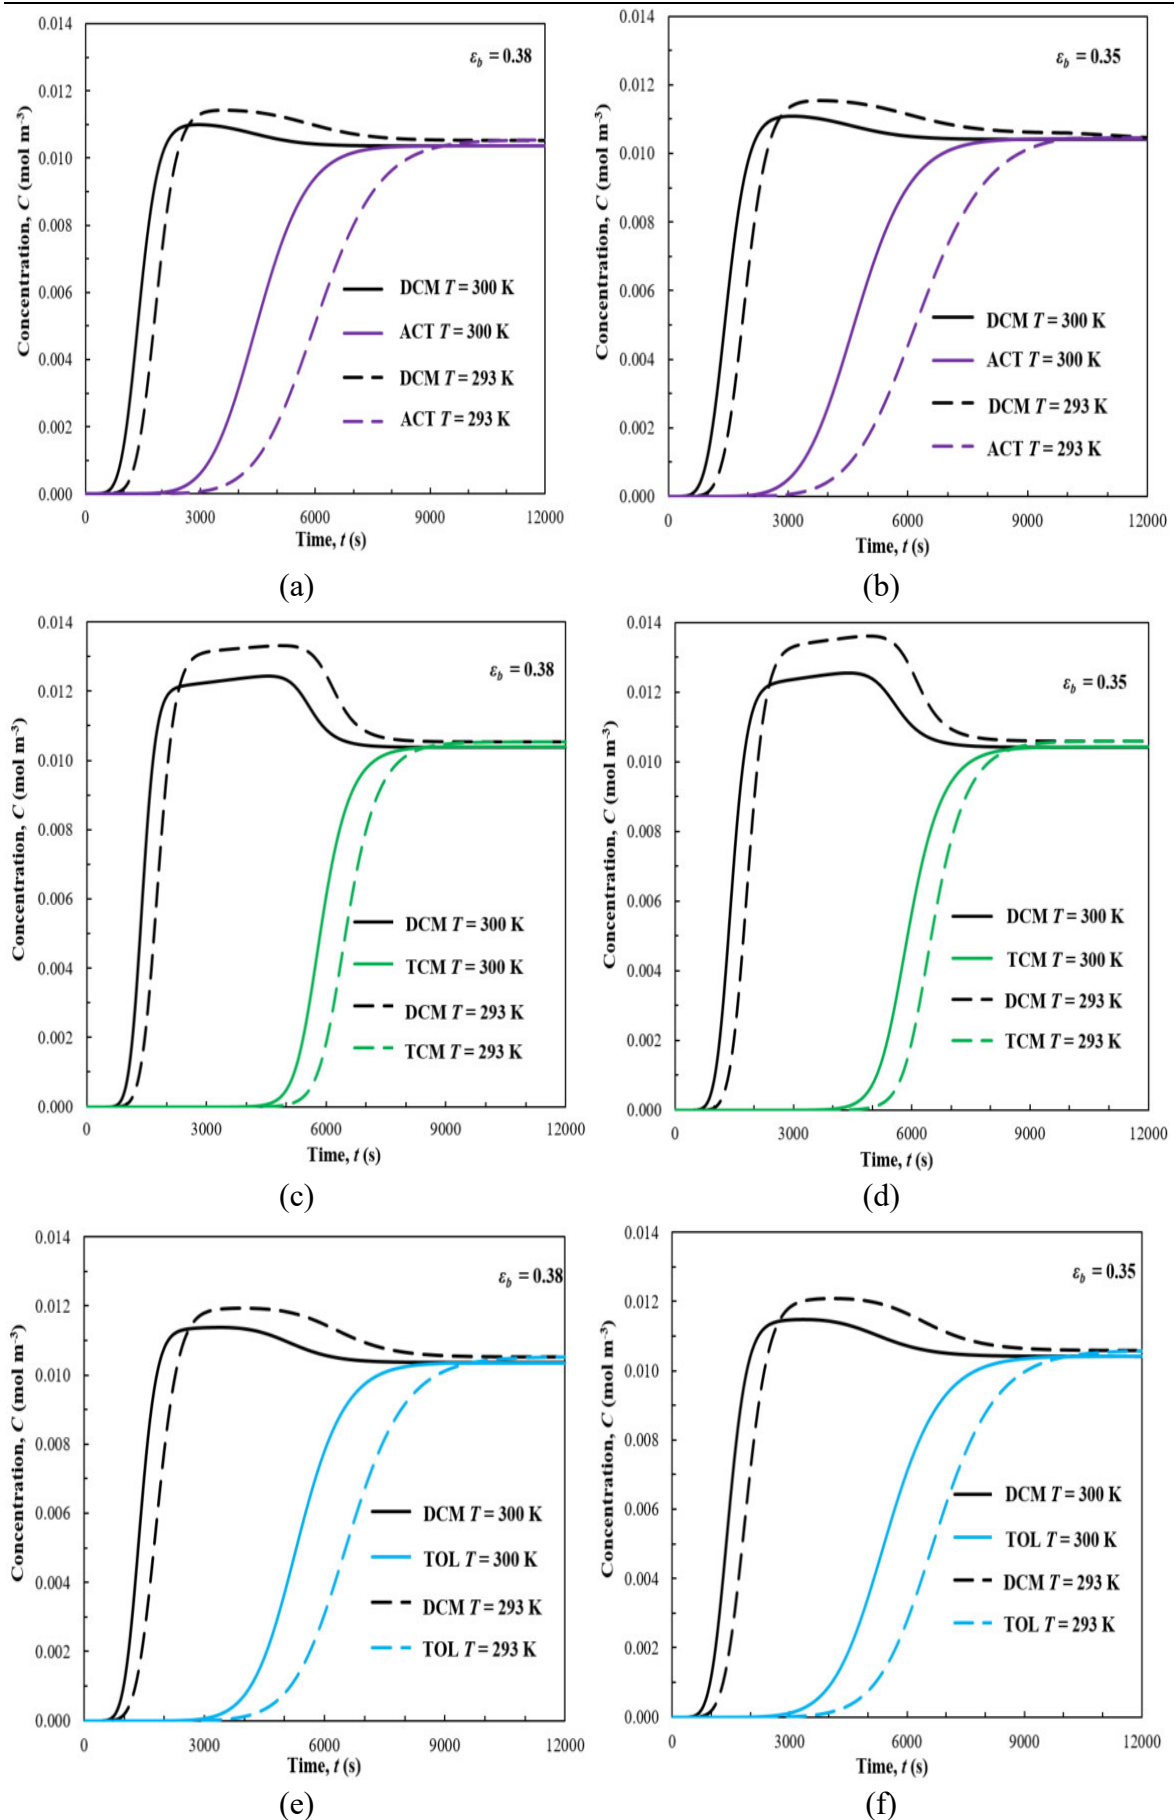 0.014
0.012
0.010
0.008
0.006
0.004
0.002
0.000
Concentration, C (mol m⁻³)
ε_b = 0.38
DCM T = 300 K
ACT T = 300 K
DCM T = 293 K
ACT T = 293 K
0 3000 6000 9000 12000
Time, t (s)
(a)
0.014
0.012
0.010
0.008
0.006
0.004
0.002
0.000
Concentration, C (mol m⁻³)
ε_b = 0.35
DCM T = 300 K
ACT T = 300 K
DCM T = 293 K
ACT T = 293 K
0 3000 6000 9000 12000
Time, t (s)
(b)
0.014
0.012
0.010
0.008
0.006
0.004
0.002
0.000
Concentration, C (mol m⁻³)
ε_b = 0.38
DCM T = 300 K
TCM T = 300 K
DCM T = 293 K
TCM T = 293 K
0 3000 6000 9000 12000
Time, t (s)
(c)
0.014
0.012
0.010
0.008
0.006
0.004
0.002
0.000
Concentration, C (mol m⁻³)
ε_b = 0.35
DCM T = 300 K
TCM T = 300 K
DCM T = 293 K
TCM T = 293 K
0 3000 6000 9000 12000
Time, t (s)
(d)
0.014
0.012
0.010
0.008
0.006
0.004
0.002
0.000
Concentration, C (mol m⁻³)
ε_b = 0.38
DCM T = 300 K
TOL T = 300 K
DCM T = 293 K
TOL T = 293 K
0 3000 6000 9000 12000
Time, t (s)
(e)
0.014
0.012
0.010
0.008
0.006
0.004
0.002
0.000
Concentration, C (mol m⁻³)
ε_b = 0.35
DCM T = 300 K
TOL T = 300 K
DCM T = 293 K
TOL T = 293 K
0 3000 6000 9000 12000
Time, t (s)
(f)